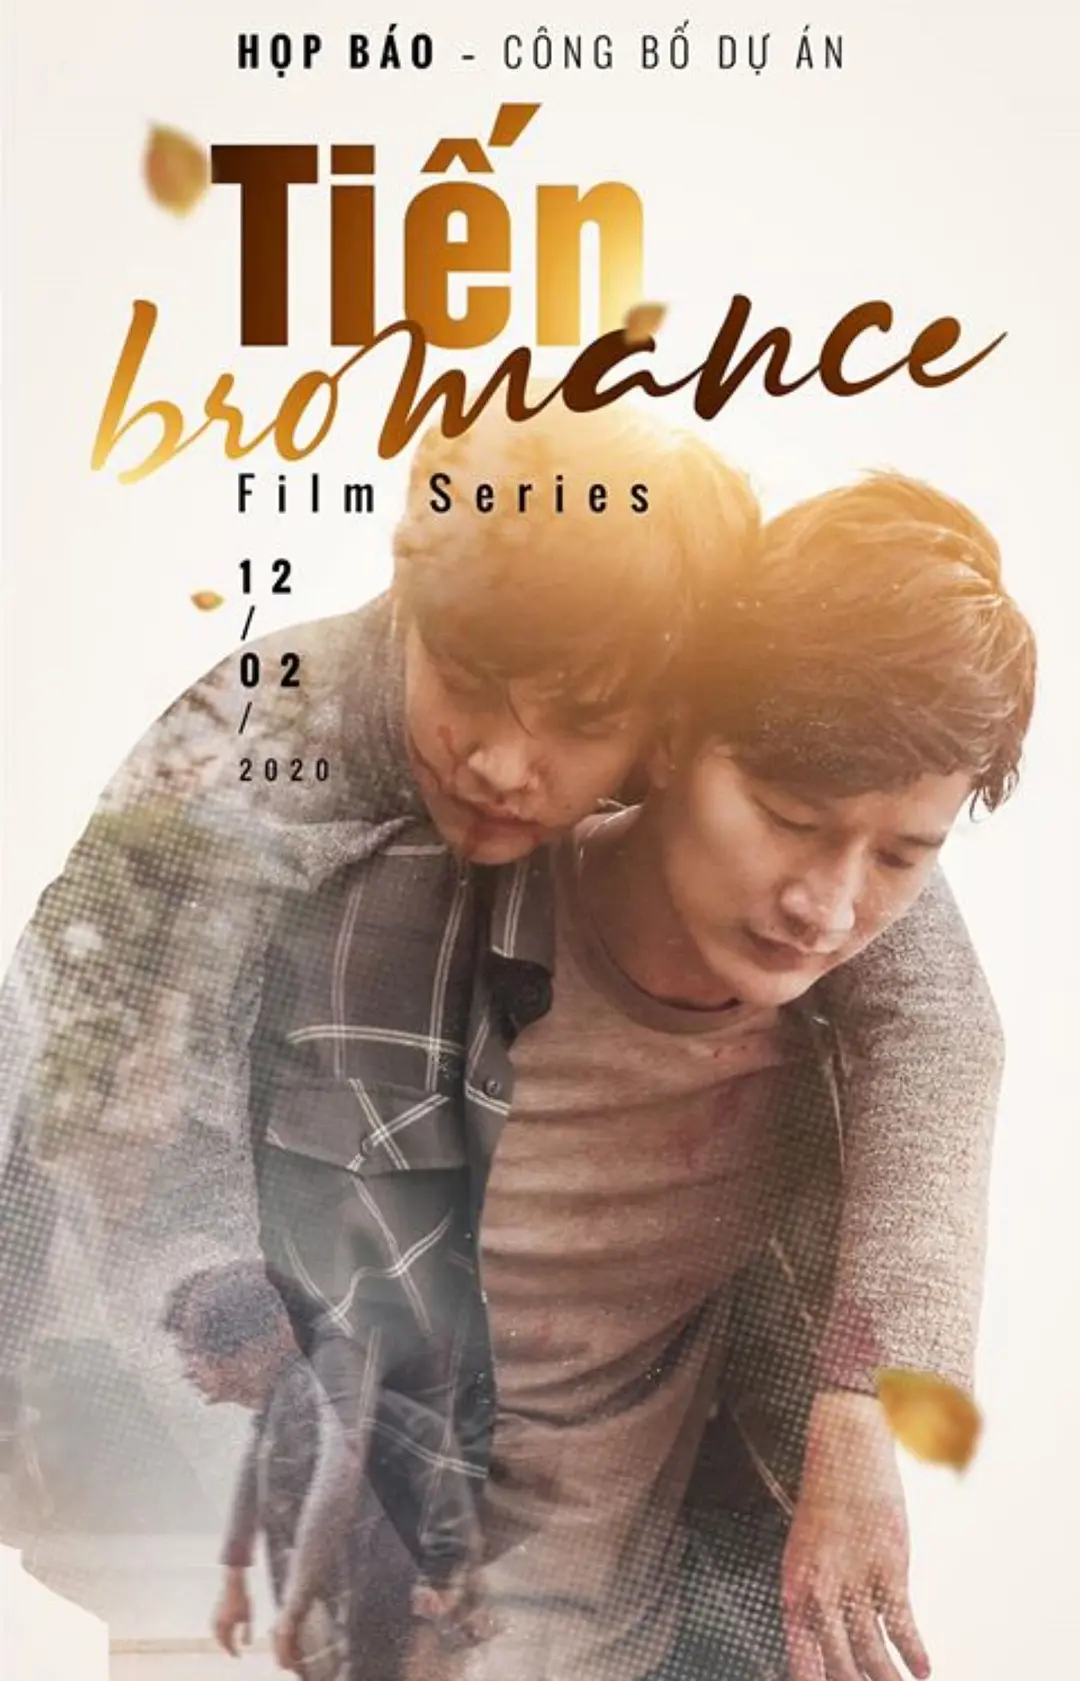 HỌP BÁO - CÔNG BỐ DỰ ÁN
Tiến
bromance
Film Series
12
/
02
/
2020